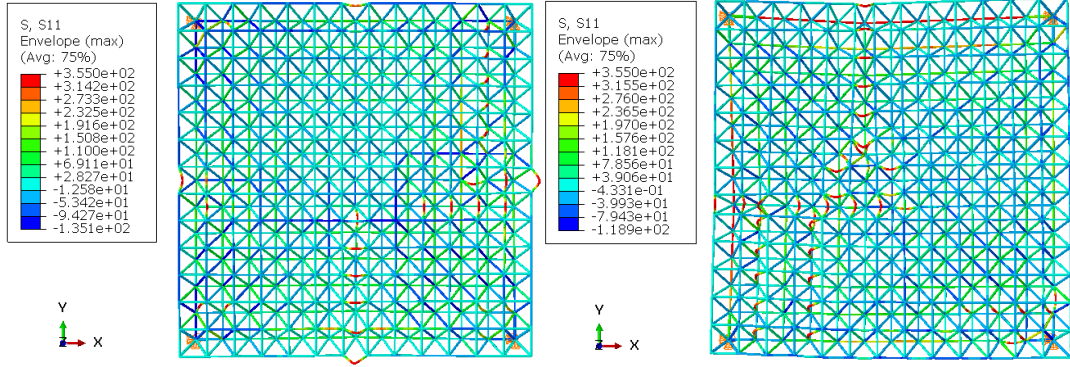 S, S11
Envelope (max)
(Avg: 75%)
+3.550e+02
+3.142e+02
+2.733e+02
+2.325e+02
+1.916e+02
+1.508e+02
+1.100e+02
+6.911e+01
+2.827e+01
-1.258e+01
-5.342e+01
-9.427e+01
-1.351e+02
Y
X
S, S11
Envelope (max)
(Avg: 75%)
+3.550e+02
+3.155e+02
+2.760e+02
+2.365e+02
+1.970e+02
+1.576e+02
+1.181e+02
+7.856e+01
+3.906e+01
-4.331e-01
-3.993e+01
-7.943e+01
-1.189e+02
Y
X